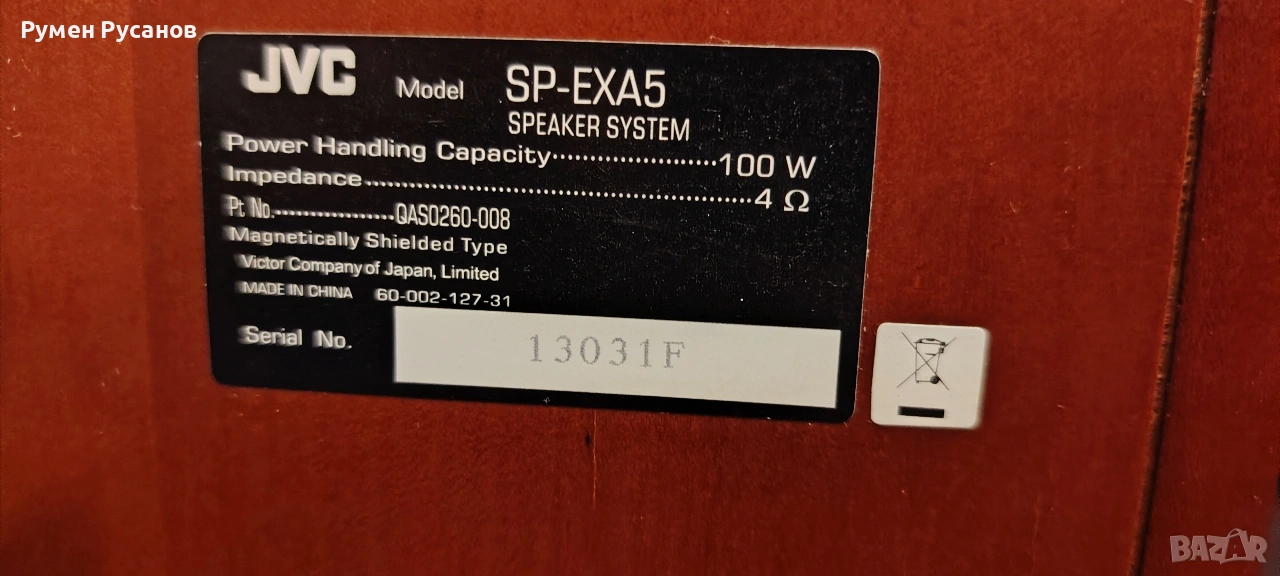 Румен Русанов
JVC Model SP-EXA5
SPEAKER SYSTEM
Power Handling Capacity........................100 W
Impedance......................................................4 Ω
Pt No..................QAS0260-008
Magnetically Shielded Type
Victor Company of Japan, Limited
MADE IN CHINA 60-002-127-31
Serial No. 13031F
BAZAR